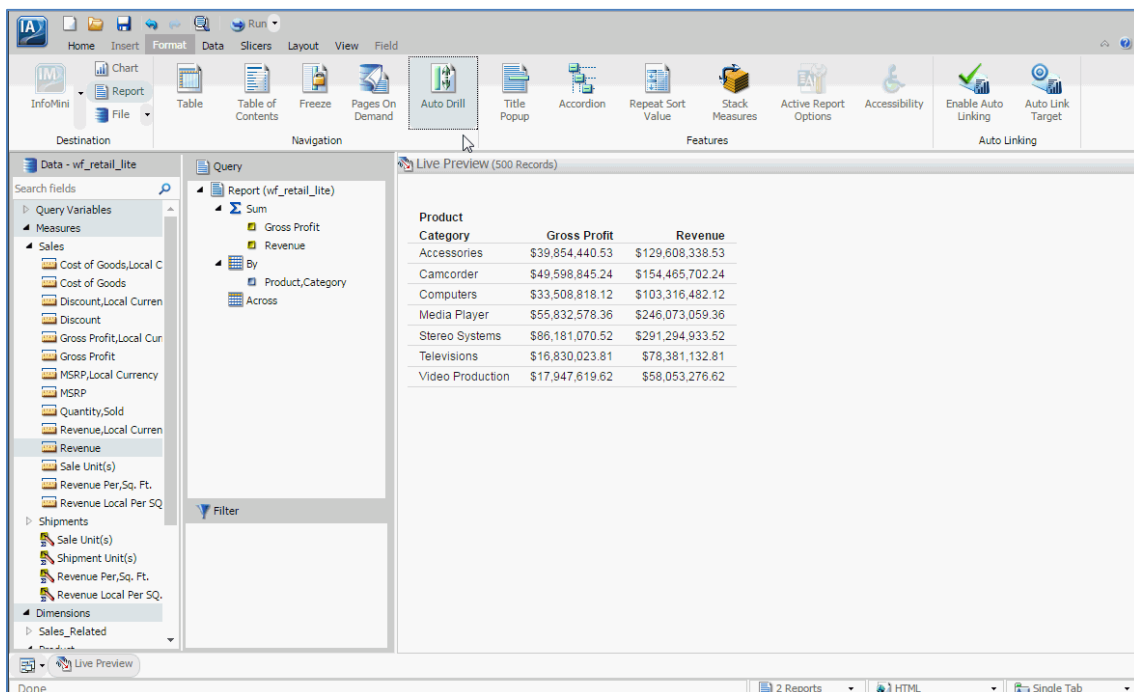 IA
Run
Home Insert Format Data Slicers Layout View Field
InfoMini
Chart
Report
File
Destination
Table
Table of Contents
Freeze
Pages On Demand
Navigation
Auto Drill
Title Popup
Accordion
Repeat Sort Value
Stack Measures
Active Report Options
Accessibility
Features
Enable Auto Linking
Auto Link Target
Auto Linking
Data - wf_retail_lite
Search fields
Query Variables
Measures
Sales
Cost of Goods,Local C
Cost of Goods
Discount,Local Curren
Discount
Gross Profit,Local Cur
Gross Profit
MSRP,Local Currency
MSRP
Quantity,Sold
Revenue,Local Curren
Revenue
Sale Unit(s)
Revenue Per,Sq. Ft.
Revenue Local Per SQ
Shipments
Sale Unit(s)
Shipment Unit(s)
Revenue Per,Sq. Ft.
Revenue Local Per SQ.
Dimensions
Sales_Related
Query
Report (wf_retail_lite)
Sum
Gross Profit
Revenue
By
Product,Category
Across
Filter
Live Preview (500 Records)
Product
Category Gross Profit Revenue
Accessories $39,854,440.53 $129,608,338.53
Camcorder $49,598,845.24 $154,465,702.24
Computers $33,508,818.12 $103,316,482.12
Media Player $55,832,578.36 $246,073,059.36
Stereo Systems $86,181,070.52 $291,294,933.52
Televisions $16,830,023.81 $78,381,132.81
Video Production $17,947,619.62 $58,053,276.62
Live Preview
Done
2 Reports
HTML
Single Tab